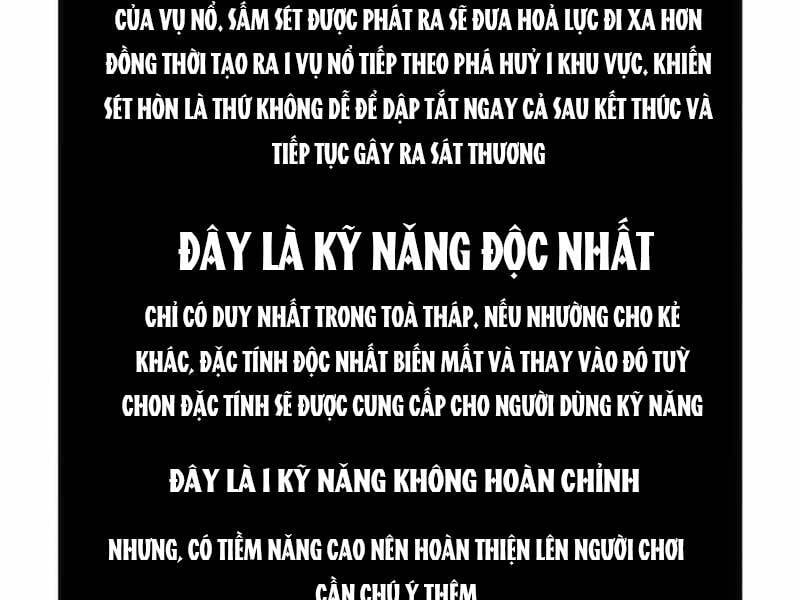 CỦA VỤ NỔ. SẤM SÉT ĐƯỢC PHÁT RA SẼ ĐƯA HOẢ LỰC ĐI XA HƠN
ĐỒNG THỜI TẠO RA 1 VỤ NỔ TIẾP THEO PHÁ HUỶ 1 KHU VỰC. KHIẾN
SÉT HÒN LÀ THỨ KHÔNG DỄ ĐỂ DẬP TẮT NGAY CẢ SAU KẾT THÚC VÀ
TIẾP TỤC GÂY RA SÁT THƯƠNG
ĐÂY LÀ KỸ NĂNG ĐỘC NHẤT
CHỈ CÓ DUY NHẤT TRONG TOÀ THÁP. NẾU NHƯỜNG CHO KẺ
KHÁC, ĐẶC TÍNH ĐỘC NHẤT BIẾN MẤT VÀ THAY VÀO ĐÓ TUỲ
CHON ĐẶC TÍNH SẼ ĐƯỢC CUNG CẤP CHO NGƯỜI DÙNG KỸ NĂNG
ĐÂY LÀ 1 KỸ NĂNG KHÔNG HOÀN CHỈNH
NHƯNG, CÓ TIỀM NĂNG CAO NÊN HOÀN THIỆN LÊN NGƯỜI CHƠI
CẦN CHÚ Ý THÊM